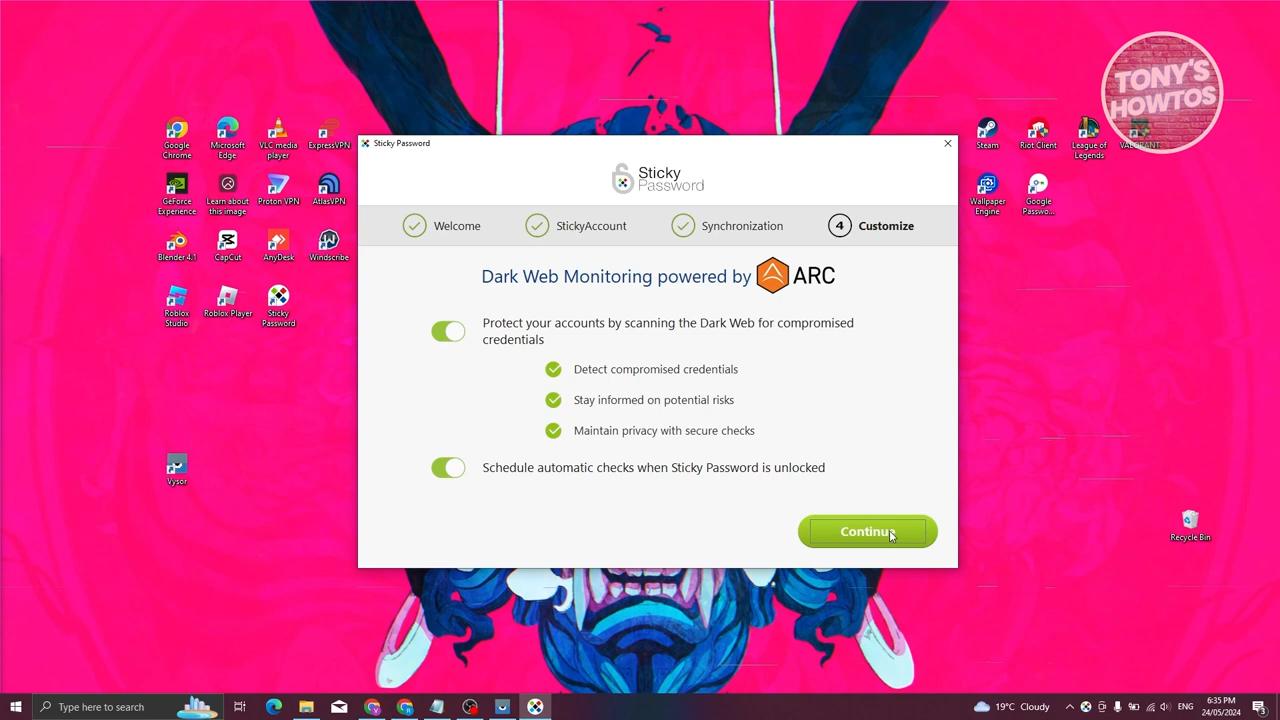 TONY'S
HOWTOS
Google Chrome
Microsoft Edge
VLC media player
ExpressVPN
GeForce Experience
Learn about this image
Proton VPN
AtlasVPN
Blender 4.1
CapCut
AnyDesk
Windscribe
Roblox Studio
Roblox Player
Sticky Password
Vysor
Steam
Riot Client
League of Legends
VALORANT
Wallpaper Engine
Google Passwo...
Recycle Bin
Sticky Password
Sticky
Password
Welcome
StickyAccount
Synchronization
4 Customize
Dark Web Monitoring powered by ARC
Protect your accounts by scanning the Dark Web for compromised
credentials
Detect compromised credentials
Stay informed on potential risks
Maintain privacy with secure checks
Schedule automatic checks when Sticky Password is unlocked
Continue
Type here to search
19°C Cloudy
ENG
6:35 PM
24/05/2024
3